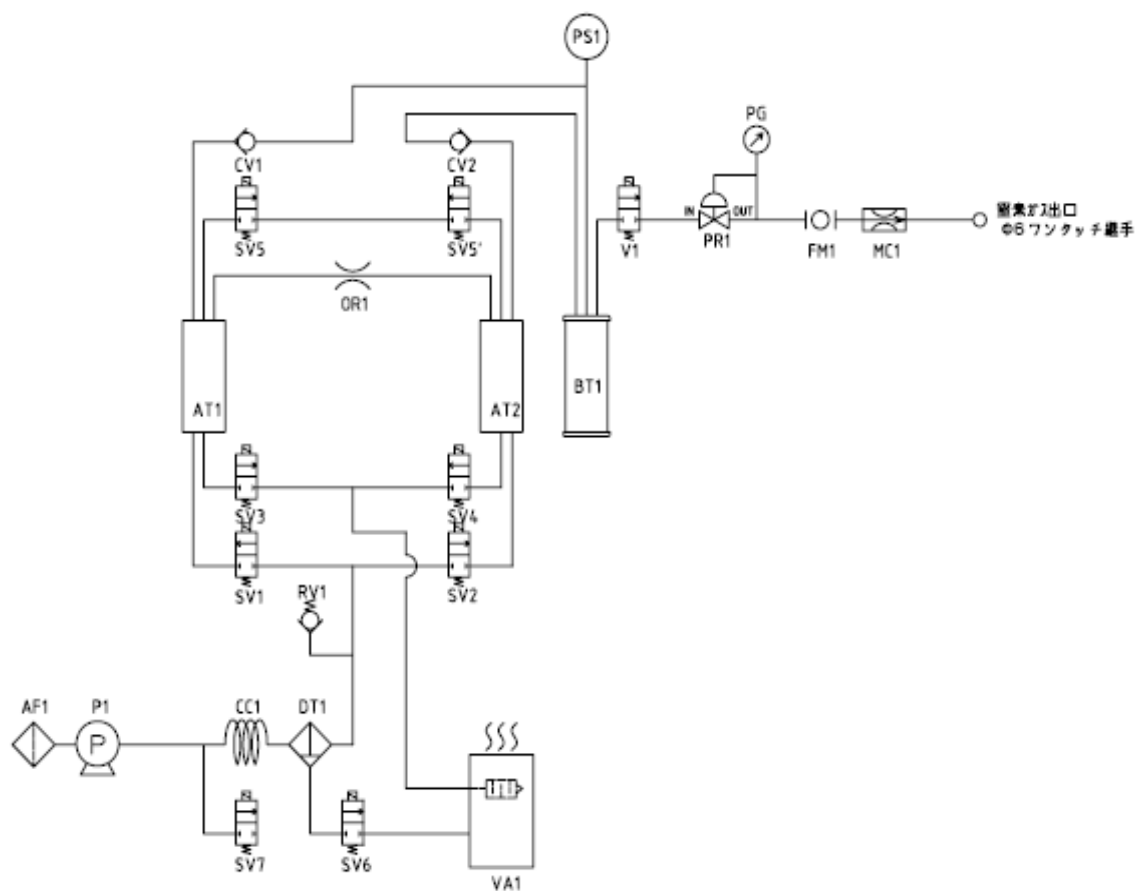 PS1
PG
CV1
CV2
SV5
SV5'
V1
IN
OUT
PR1
FM1
MC1
窒素ガス出口
Φ6 ワンタッチ継手
OR1
AT1
AT2
BT1
SV3
SV4
SV1
SV2
RV1
AF1
P1
P
CC1
DT1
SV7
SV6
VA1